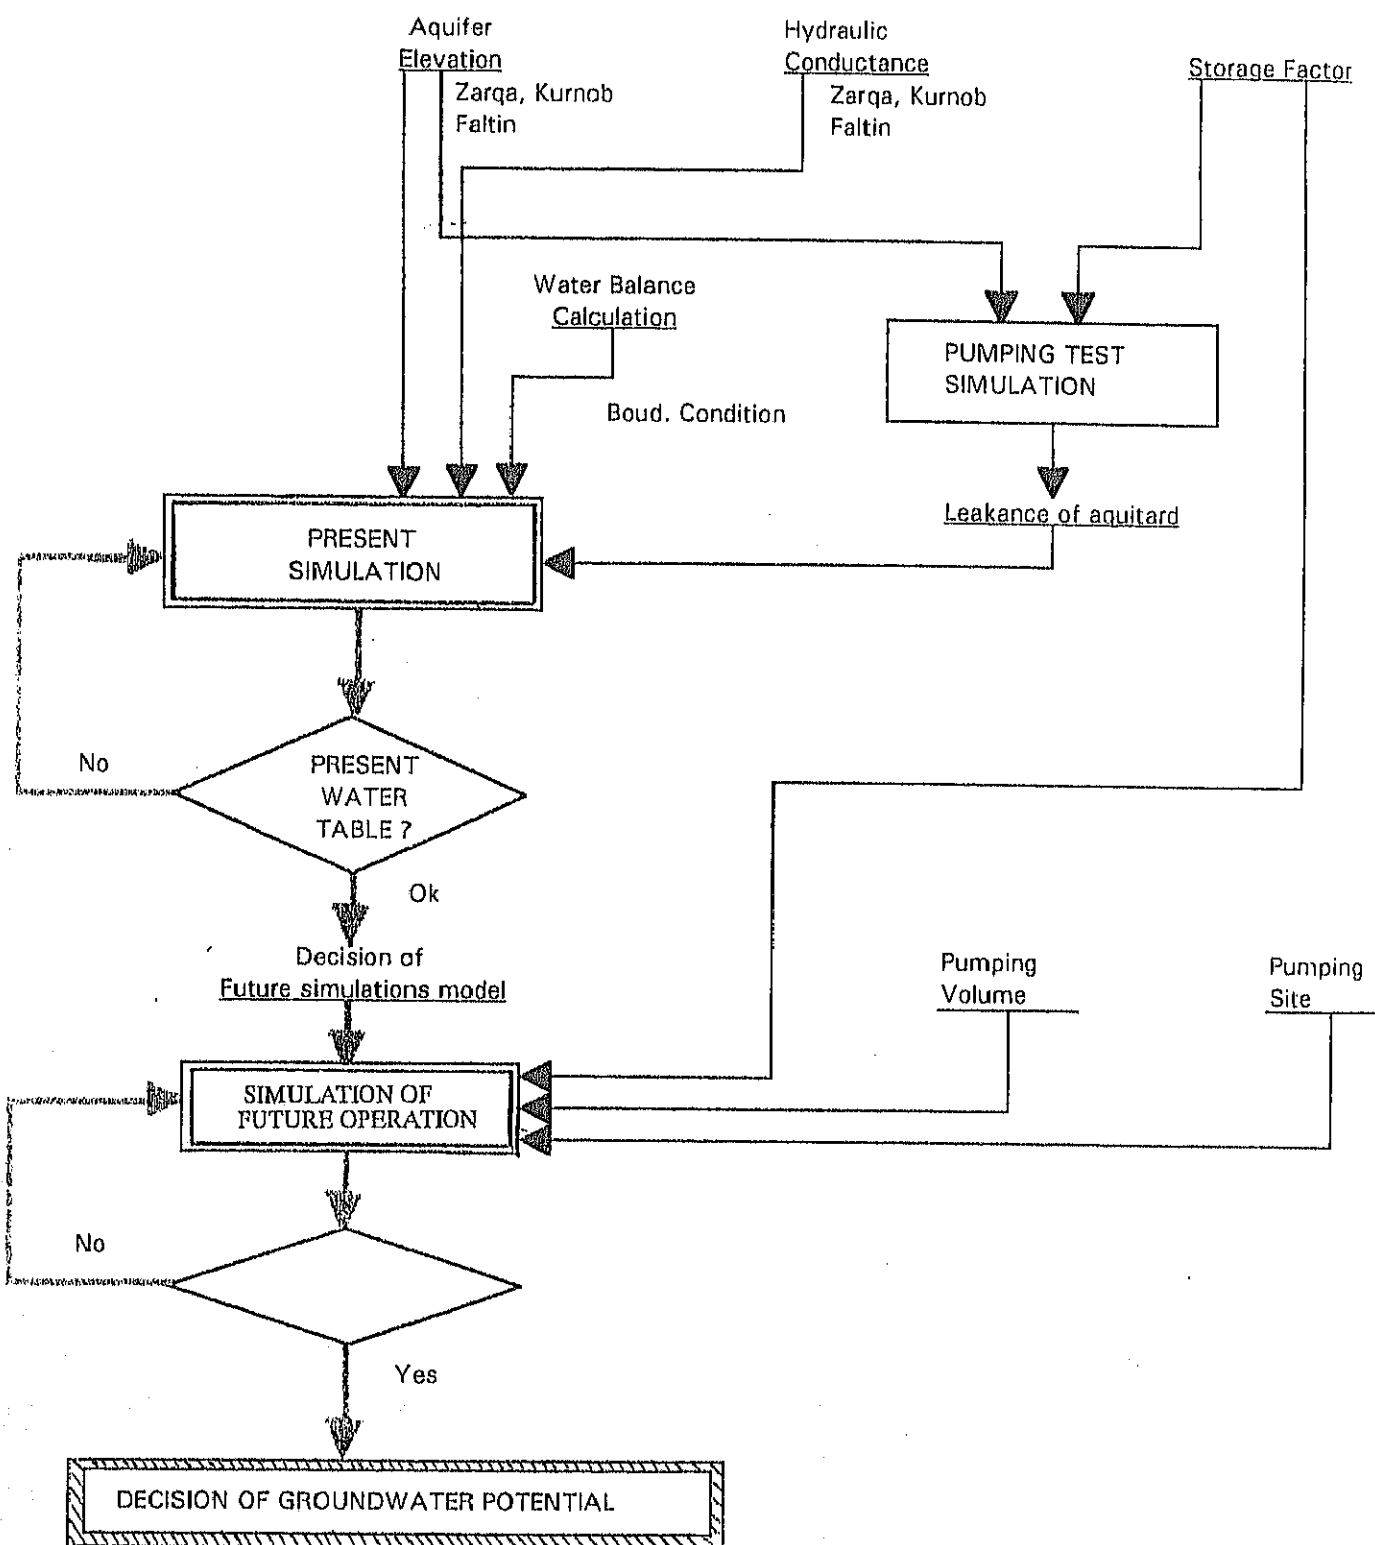 Aquifer
Elevation
Zarqa, Kurnob
Faltin
Hydraulic
Conductance
Zarqa, Kurnob
Faltin
Storage Factor
Water Balance
Calculation
Boud. Condition
PUMPING TEST
SIMULATION
Leakance of aquitard
PRESENT
SIMULATION
No
PRESENT
WATER
TABLE ?
Ok
Decision of
Future simulations model
Pumping
Volume
Pumping
Site
SIMULATION OF
FUTURE OPERATION
No
Yes
DECISION OF GROUNDWATER POTENTIAL